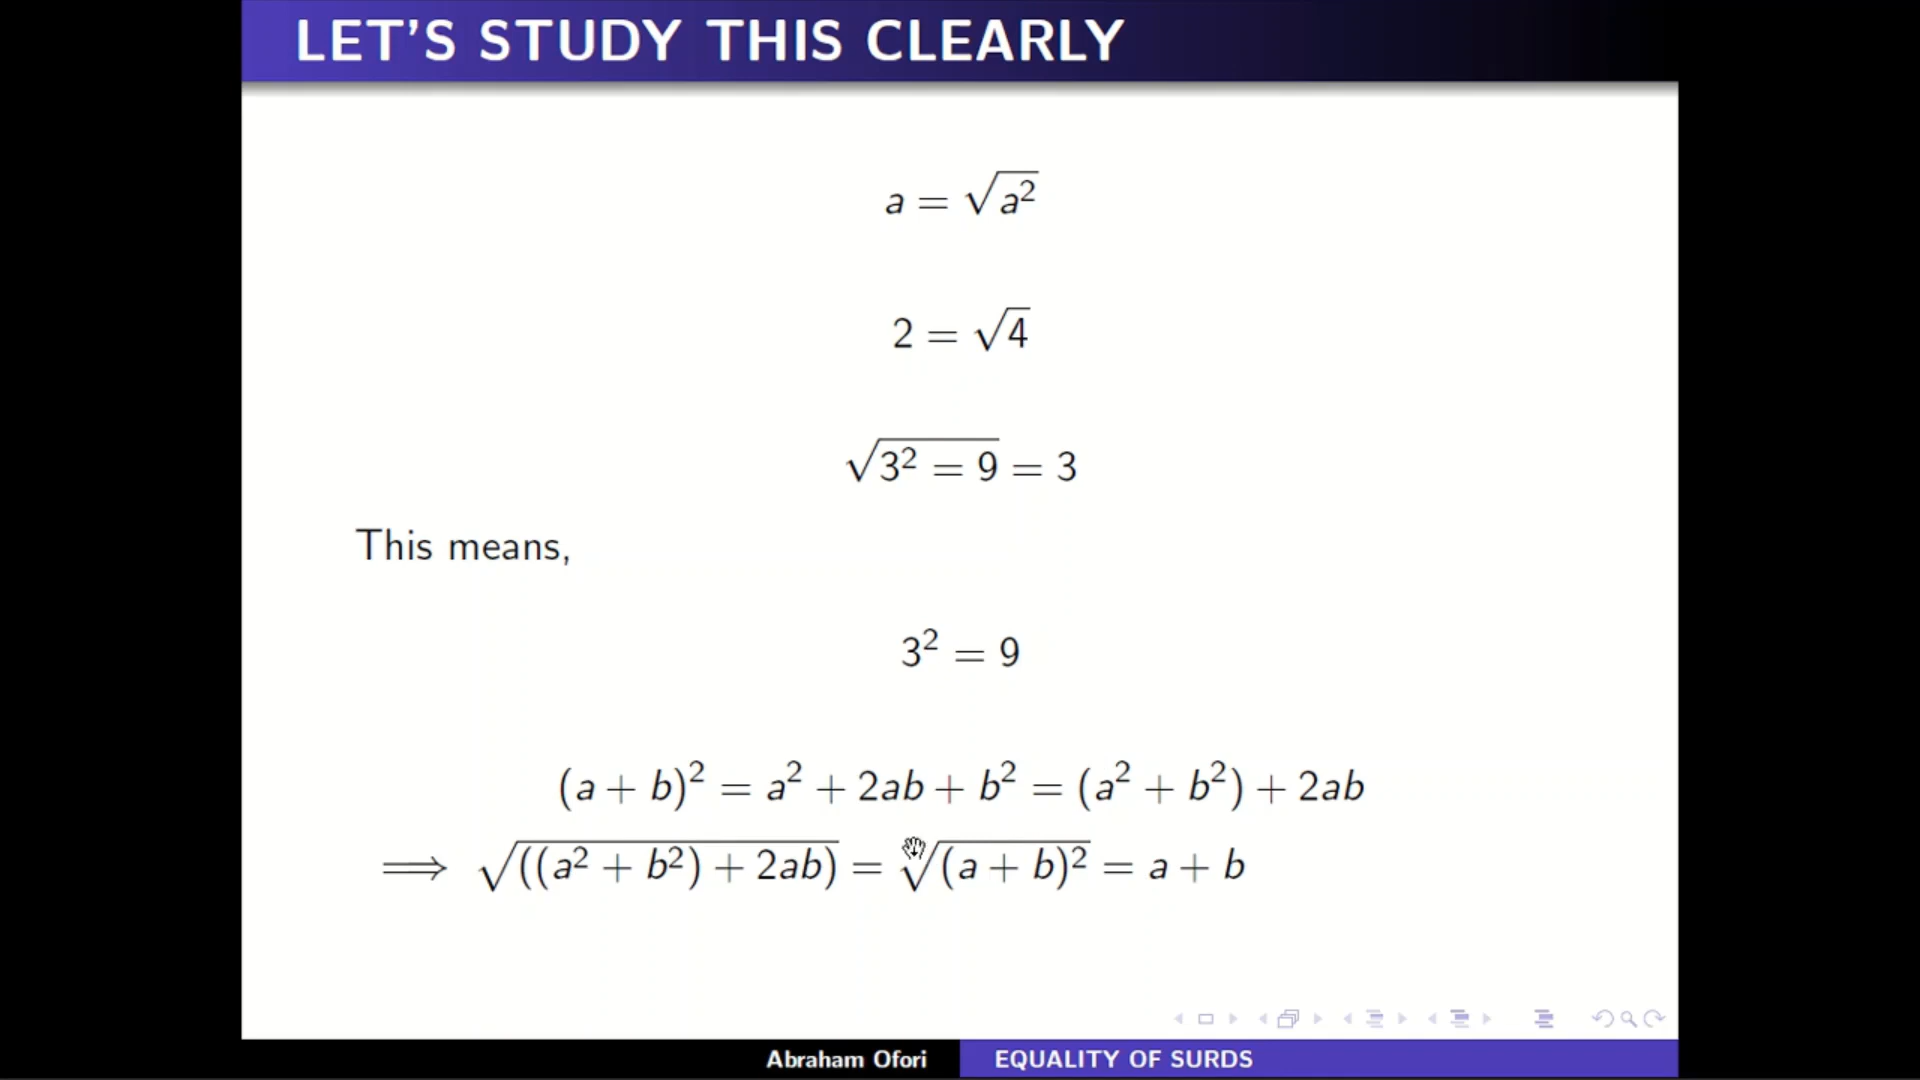 LET'S STUDY THIS CLEARLY
a = √a²
2 = √4
√3² = 9 = 3
This means,
3² = 9
(a + b)² = a² + 2ab + b² = (a² + b²) + 2ab
⟹ √((a² + b²) + 2ab) = √(a + b)² = a + b
Abraham Ofori EQUALITY OF SURDS